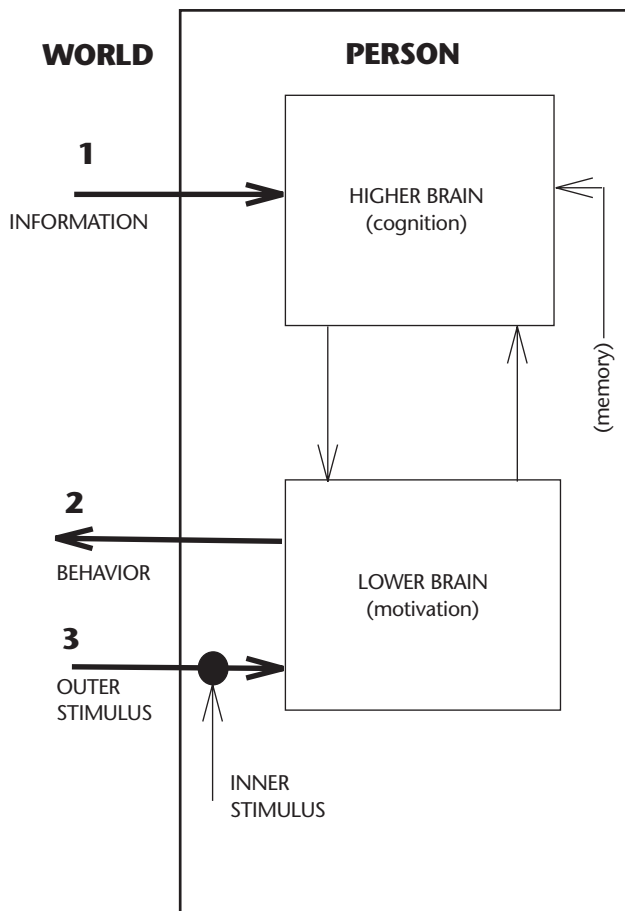 WORLD
PERSON
1
INFORMATION
HIGHER BRAIN
(cognition)
(memory)
2
BEHAVIOR
LOWER BRAIN
(motivation)
3
OUTER
STIMULUS
INNER
STIMULUS